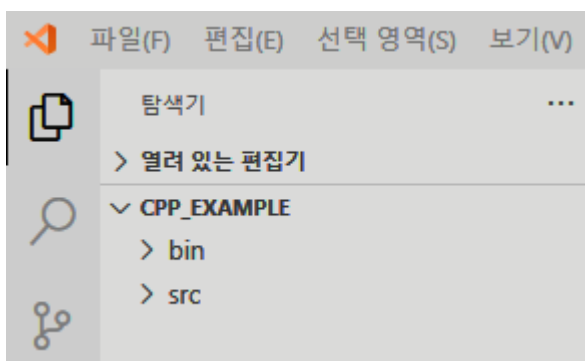 파일(F) 편집(E) 선택 영역(S) 보기(V)
탐색기 ...
열려 있는 편집기
CPP_EXAMPLE
bin
src